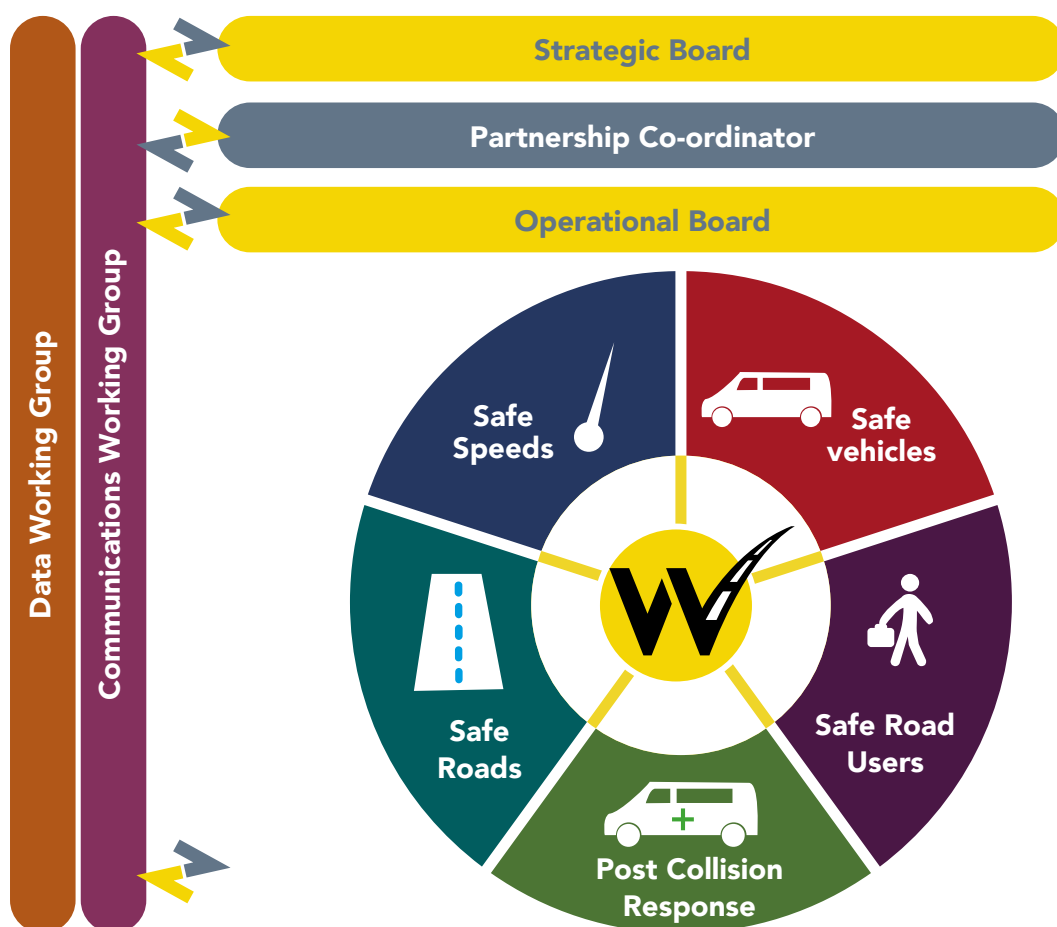 Strategic Board
Partnership Co-ordinator
Operational Board
Data Working Group
Communications Working Group
Safe
Speeds
Safe
vehicles
Safe
Roads
Safe Road
Users
Post Collision
Response
W